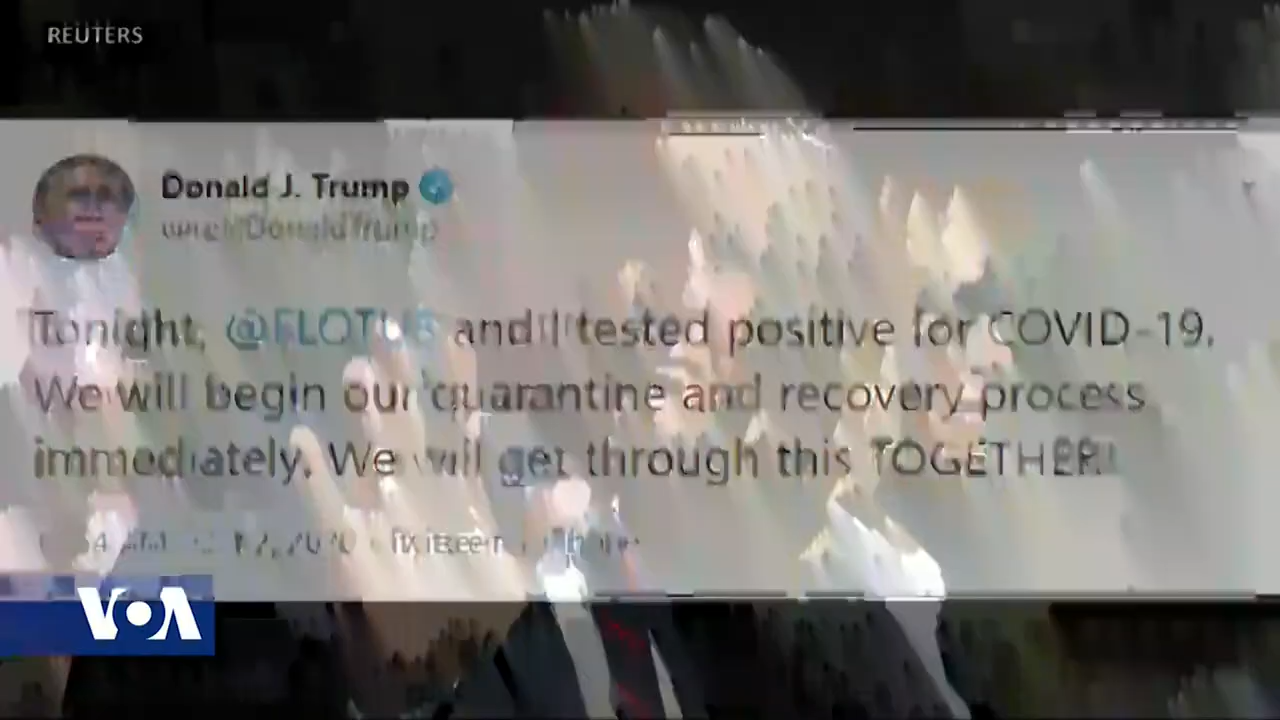 REUTERS
Donald J. Trump
Tonight, @FLOTUS and I tested positive for COVID-19.
We will begin our quarantine and recovery process
immediately. We will get through this TOGETHER!
VOA